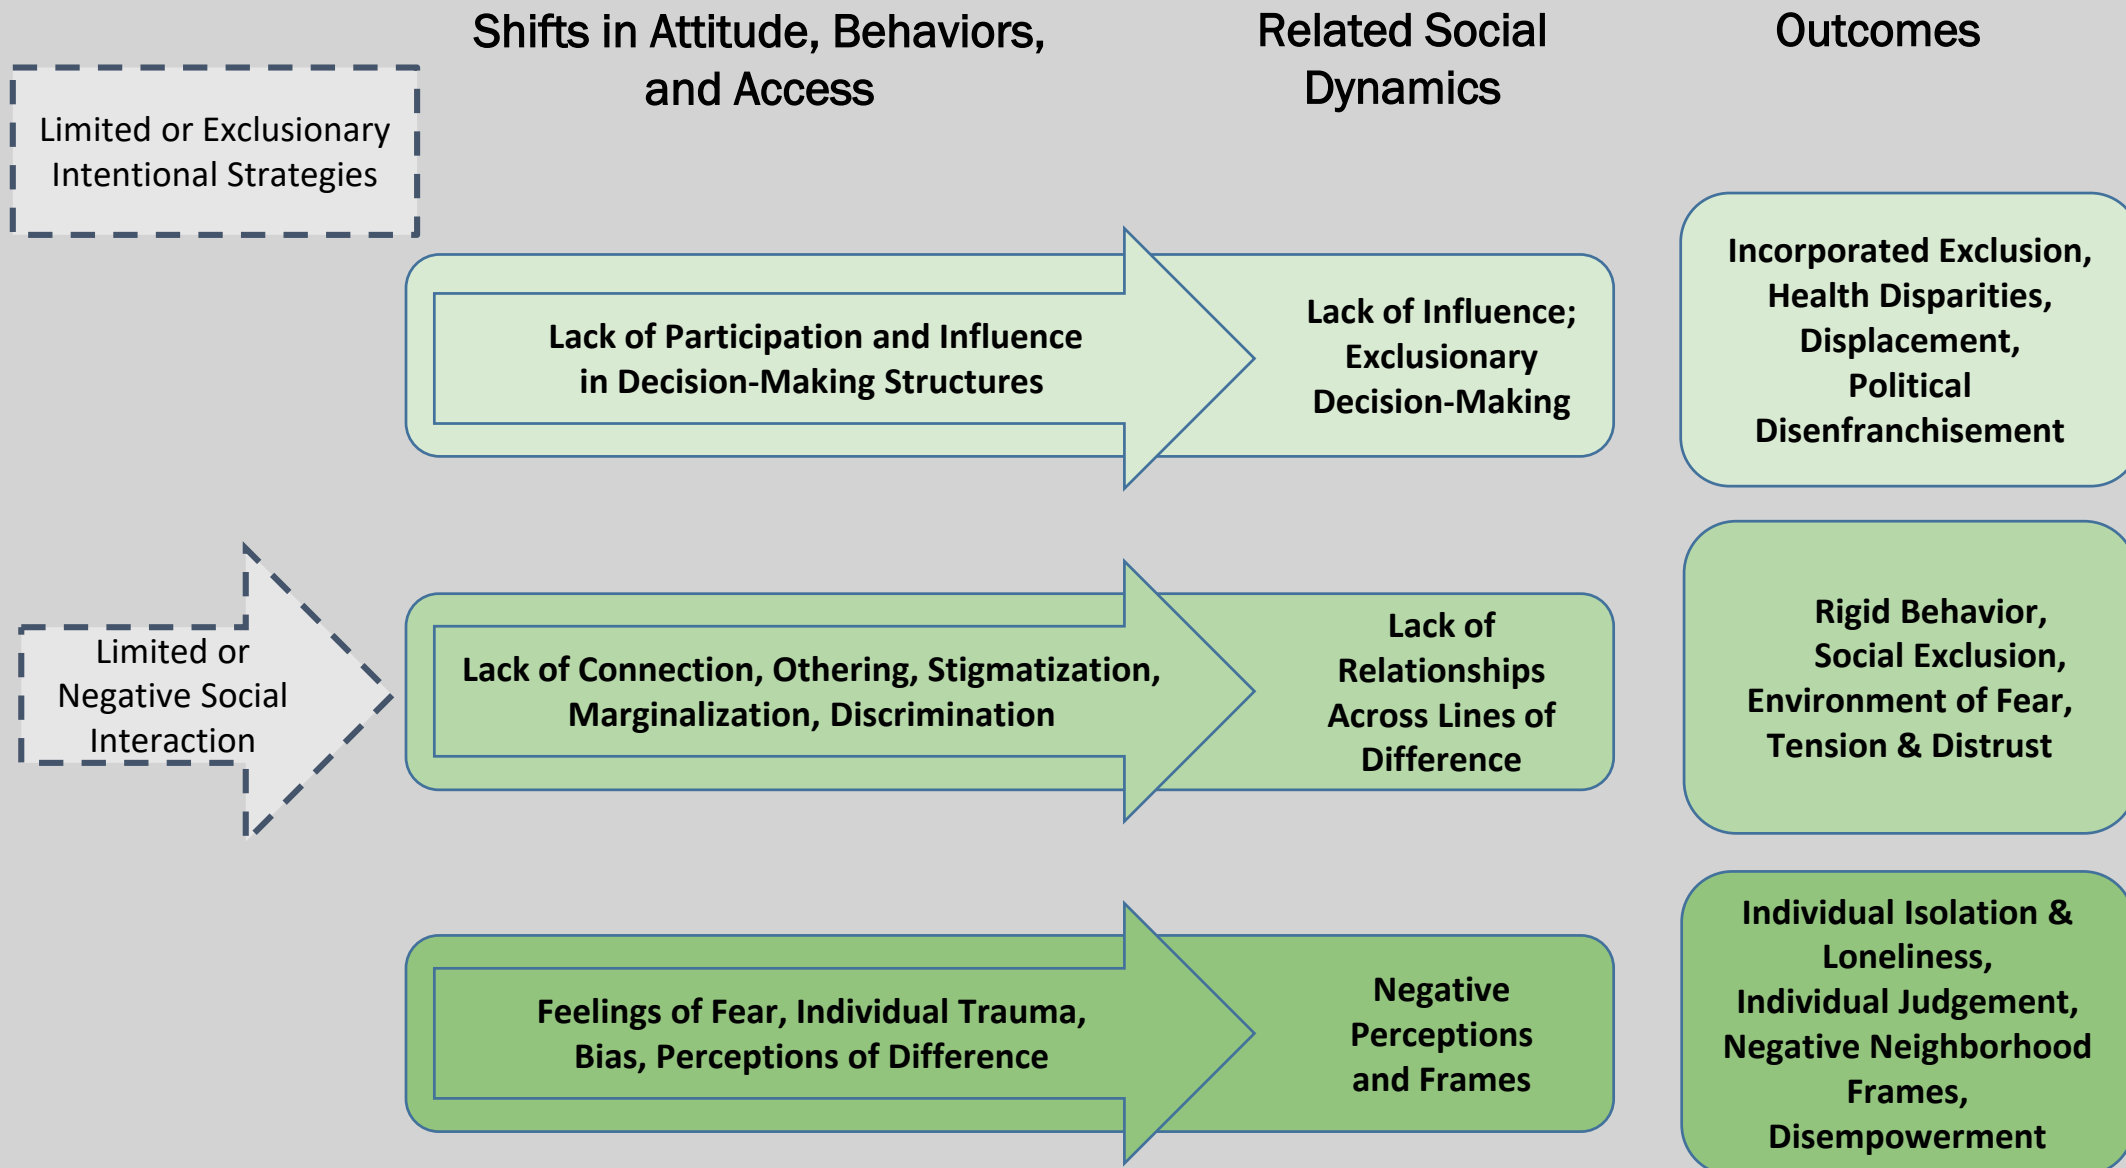 Shifts in Attitude, Behaviors,
and Access
Related Social
Dynamics
Outcomes
Limited or Exclusionary
Intentional Strategies
Lack of Participation and Influence
in Decision-Making Structures
Lack of Influence;
Exclusionary
Decision-Making
Incorporated Exclusion,
Health Disparities,
Displacement,
Political
Disenfranchisement
Limited or
Negative Social
Interaction
Lack of Connection, Othering, Stigmatization,
Marginalization, Discrimination
Lack of
Relationships
Across Lines of
Difference
Rigid Behavior,
Social Exclusion,
Environment of Fear,
Tension & Distrust
Feelings of Fear, Individual Trauma,
Bias, Perceptions of Difference
Negative
Perceptions
and Frames
Individual Isolation &
Loneliness,
Individual Judgement,
Negative Neighborhood
Frames,
Disempowerment